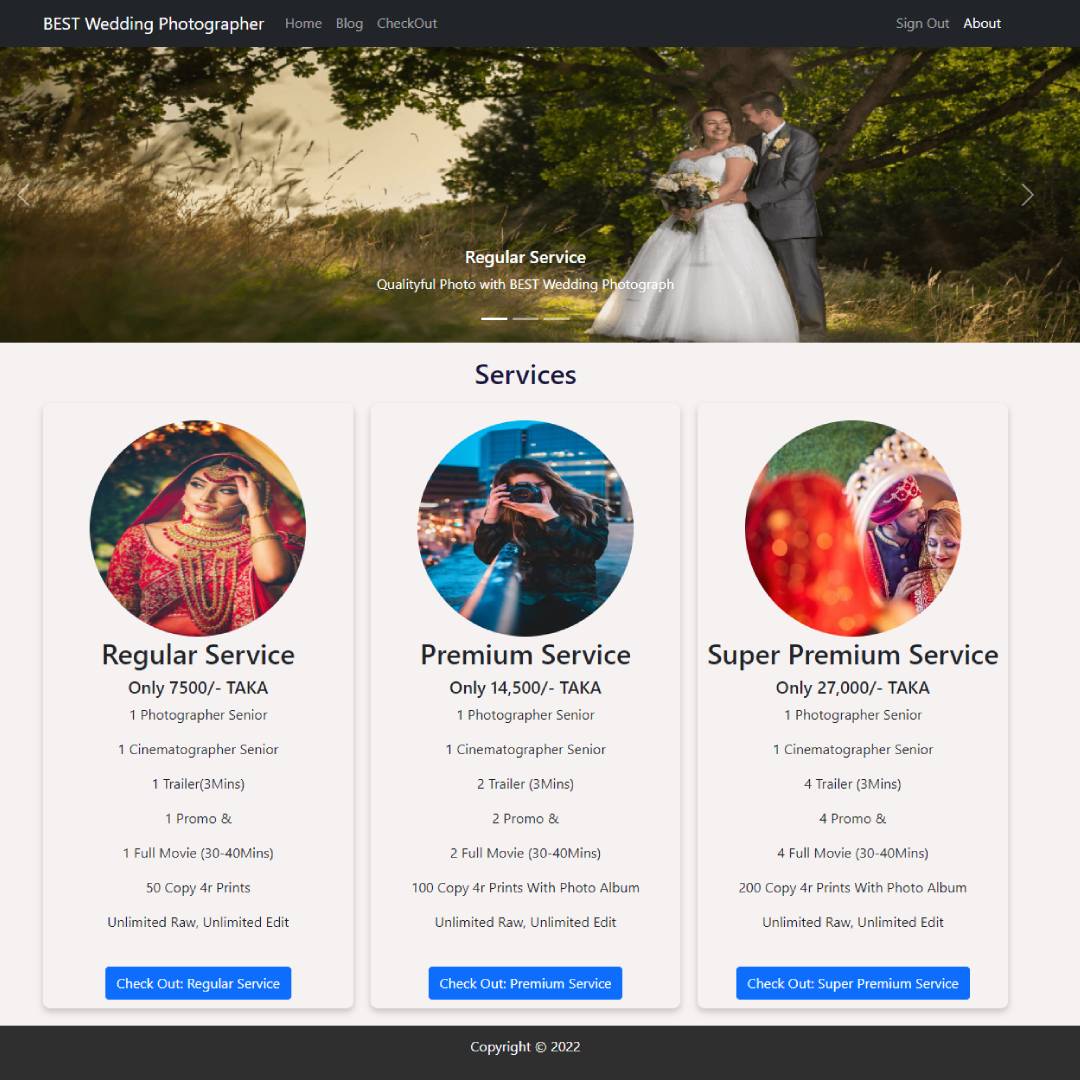 BEST Wedding Photographer Home Blog CheckOut Sign Out About
Regular Service
Qualityful Photo with BEST Wedding Photograph
Services
Regular Service
Only 7500/- TAKA
1 Photographer Senior
1 Cinematographer Senior
1 Trailer(3Mins)
1 Promo &
1 Full Movie (30-40Mins)
50 Copy 4r Prints
Unlimited Raw, Unlimited Edit
Check Out: Regular Service
Premium Service
Only 14,500/- TAKA
1 Photographer Senior
1 Cinematographer Senior
2 Trailer (3Mins)
2 Promo &
2 Full Movie (30-40Mins)
100 Copy 4r Prints With Photo Album
Unlimited Raw, Unlimited Edit
Check Out: Premium Service
Super Premium Service
Only 27,000/- TAKA
1 Photographer Senior
1 Cinematographer Senior
4 Trailer (3Mins)
4 Promo &
4 Full Movie (30-40Mins)
200 Copy 4r Prints With Photo Album
Unlimited Raw, Unlimited Edit
Check Out: Super Premium Service
Copyright © 2022